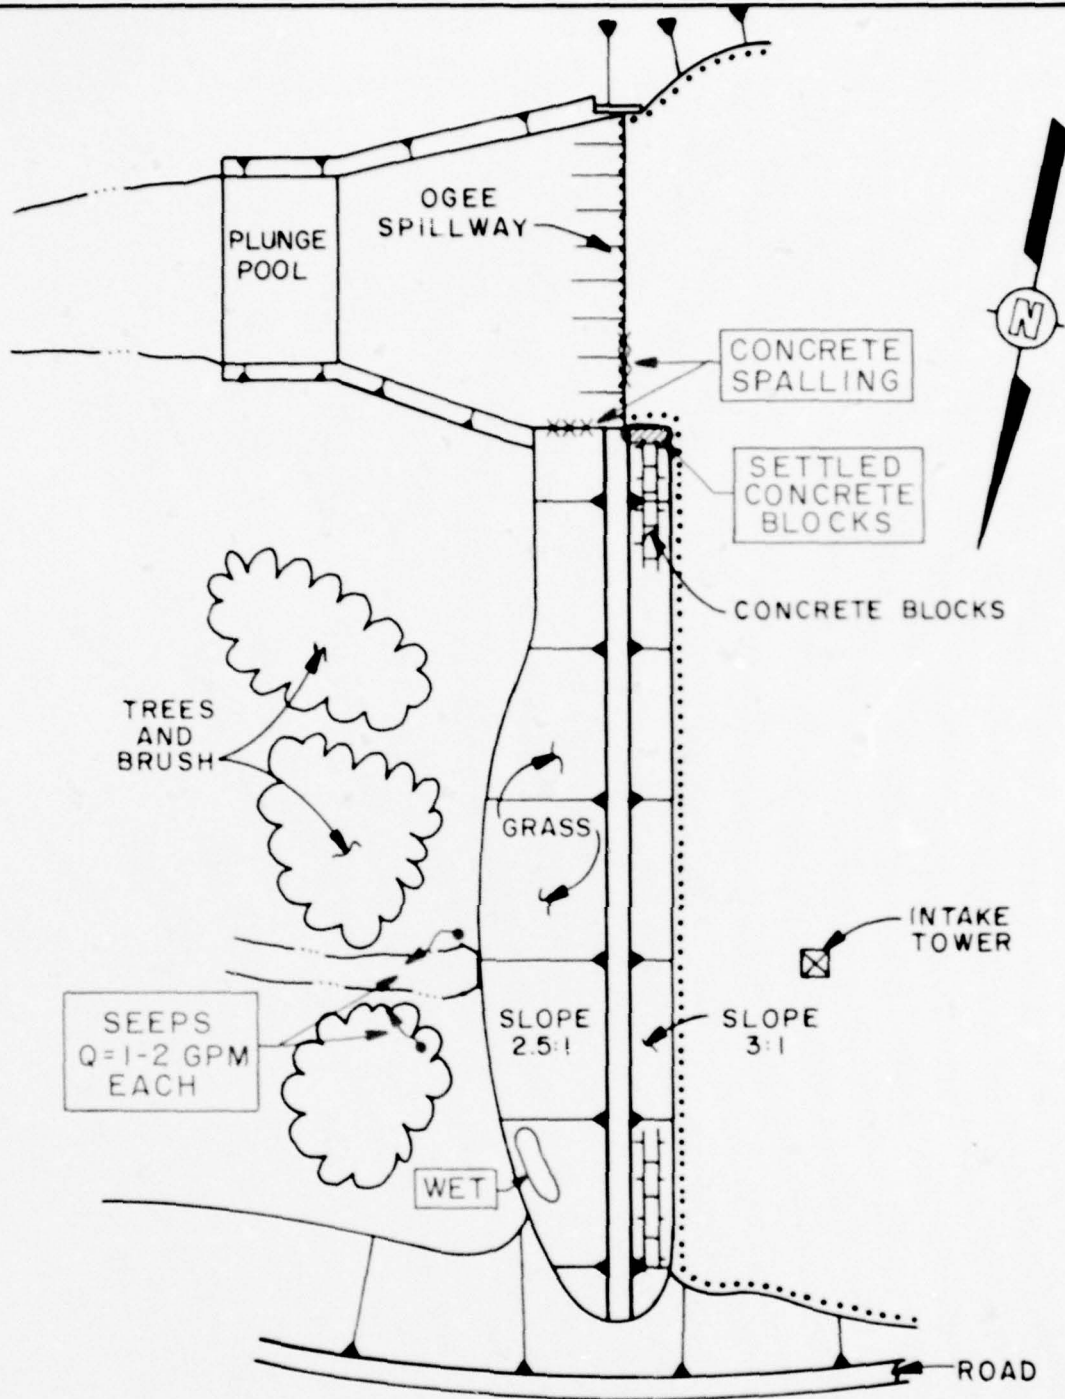 OGEE
SPILLWAY
PLUNGE
POOL
N
CONCRETE
SPALLING
SETTLED
CONCRETE
BLOCKS
CONCRETE BLOCKS
TREES
AND
BRUSH
GRASS
INTAKE
TOWER
SEEPS
Q=1-2 GPM
EACH
SLOPE
2.5:1
SLOPE
3:1
WET
ROAD